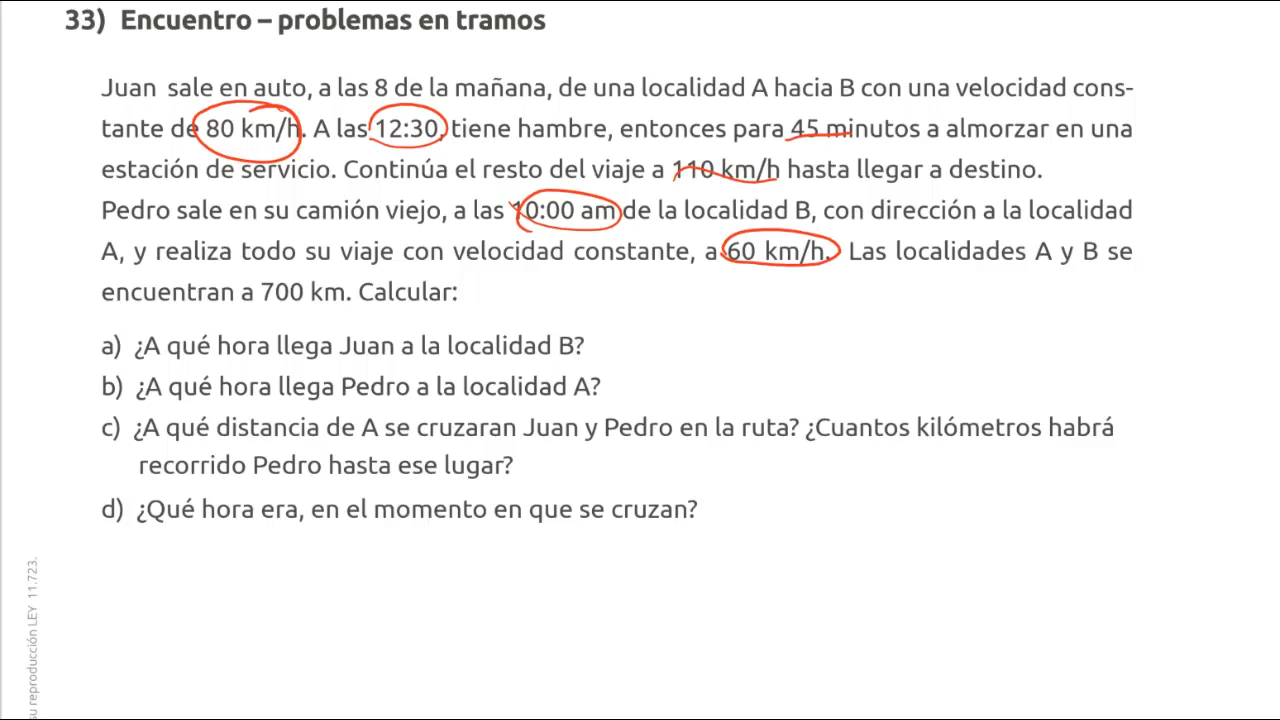 33) Encuentro – problemas en tramos
Juan sale en auto, a las 8 de la mañana, de una localidad A hacia B con una velocidad cons-
tante de 80 km/h. A las 12:30, tiene hambre, entonces para 45 minutos a almorzar en una
estación de servicio. Continúa el resto del viaje a 110 km/h hasta llegar a destino.
Pedro sale en su camión viejo, a las 10:00 am de la localidad B, con dirección a la localidad
A, y realiza todo su viaje con velocidad constante, a 60 km/h. Las localidades A y B se
encuentran a 700 km. Calcular:
a) ¿A qué hora llega Juan a la localidad B?
b) ¿A qué hora llega Pedro a la localidad A?
c) ¿A qué distancia de A se cruzaran Juan y Pedro en la ruta? ¿Cuantos kilómetros habrá
recorrido Pedro hasta ese lugar?
d) ¿Qué hora era, en el momento en que se cruzan?
su reproducción LEY 11.723.